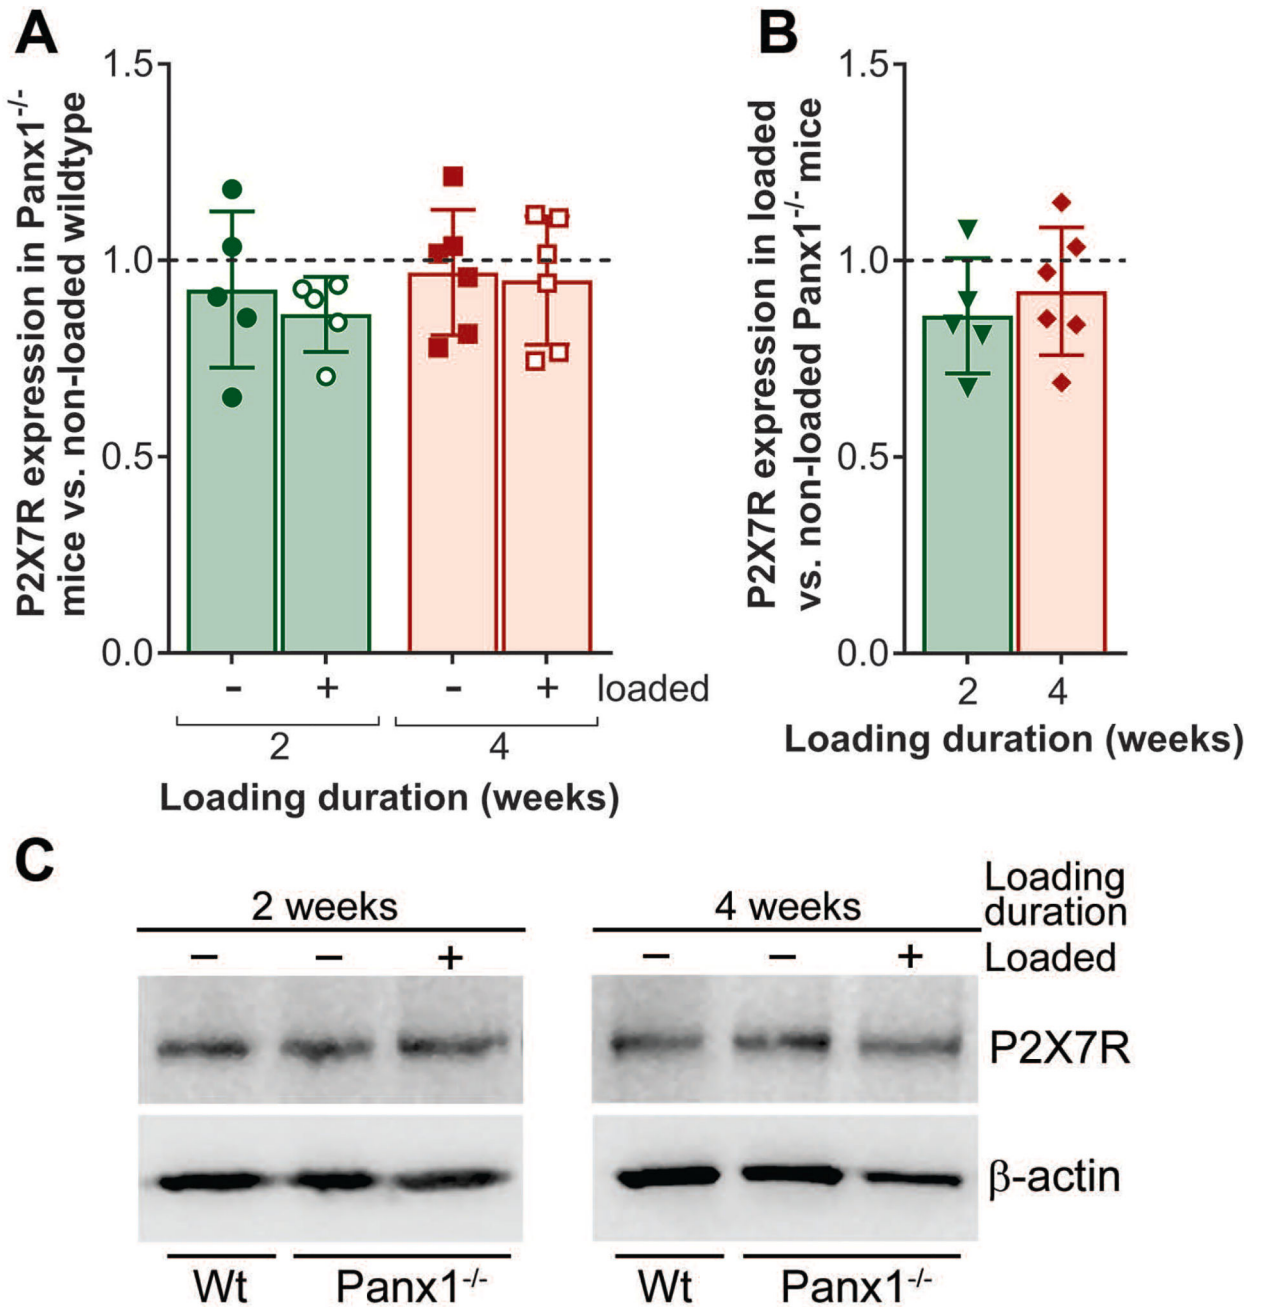 A
P2X7R expression in Panx1-/-
mice vs. non-loaded wildtype
1.5
1.0
0.5
0.0
- + - + loaded
2 4
Loading duration (weeks)
B
P2X7R expression in loaded
vs. non-loaded Panx1-/- mice
1.5
1.0
0.5
0.0
2 4
Loading duration (weeks)
C
2 weeks 4 weeks Loading
duration
− − + − − + Loaded
P2X7R
β-actin
Wt Panx1-/- Wt Panx1-/-